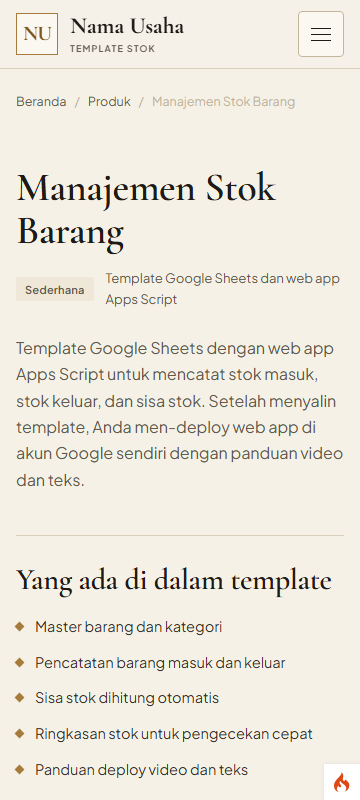 NU
Nama Usaha
TEMPLATE STOK
Beranda / Produk / Manajemen Stok Barang
Manajemen Stok
Barang
Sederhana
Template Google Sheets dan web app
Apps Script
Template Google Sheets dengan web app
Apps Script untuk mencatat stok masuk,
stok keluar, dan sisa stok. Setelah menyalin
template, Anda men-deploy web app di
akun Google sendiri dengan panduan video
dan teks.
Yang ada di dalam template
Master barang dan kategori
Pencatatan barang masuk dan keluar
Sisa stok dihitung otomatis
Ringkasan stok untuk pengecekan cepat
Panduan deploy video dan teks